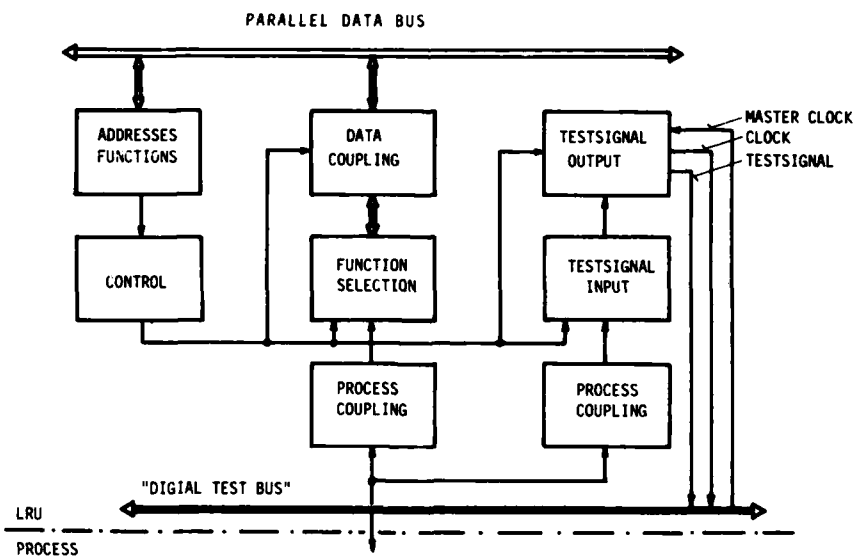 PARALLEL DATA BUS
ADDRESSES
FUNCTIONS
DATA
COUPLING
TESTSIGNAL
OUTPUT
MASTER CLOCK
CLOCK
TESTSIGNAL
CONTROL
FUNCTION
SELECTION
TESTSIGNAL
INPUT
PROCESS
COUPLING
PROCESS
COUPLING
"DIGIAL TEST BUS"
LRU
PROCESS